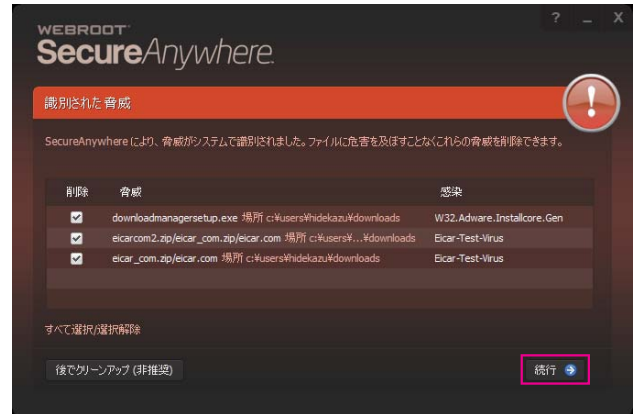 ? _ X
WEBROOT
SecureAnywhere.
識別された脅威
SecureAnywhere により、脅威がシステムで識別されました。ファイルに危害を及ぼすことなくこれらの脅威を削除できます。
削除 脅威 感染
downloadmanagersetup.exe 場所 c:¥users¥hidekazu¥downloads W32.Adware.Installcore.Gen
eicarcom2.zip/eicar_com.zip/eicar.com 場所 c:¥users¥...¥downloads Eicar-Test-Virus
eicar_com.zip/eicar.com 場所 c:¥users¥hidekazu¥downloads Eicar-Test-Virus
すべて選択/選択解除
後でクリーンアップ (非推奨) 続行